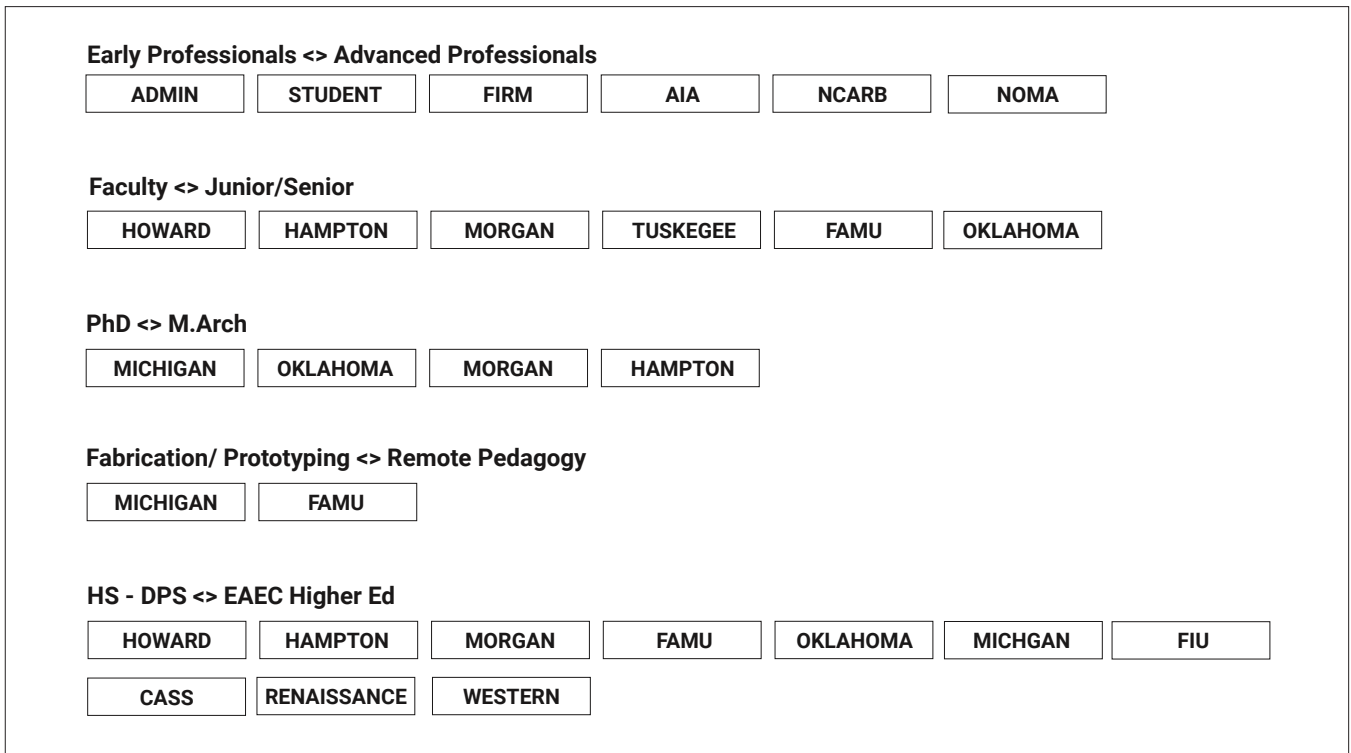 Early Professionals <> Advanced Professionals
ADMIN STUDENT FIRM AIA NCARB NOMA
Faculty <> Junior/Senior
HOWARD HAMPTON MORGAN TUSKEGEE FAMU OKLAHOMA
PhD <> M.Arch
MICHIGAN OKLAHOMA MORGAN HAMPTON
Fabrication/ Prototyping <> Remote Pedagogy
MICHIGAN FAMU
HS - DPS <> EAEC Higher Ed
HOWARD HAMPTON MORGAN FAMU OKLAHOMA MICHGAN FIU
CASS RENAISSANCE WESTERN